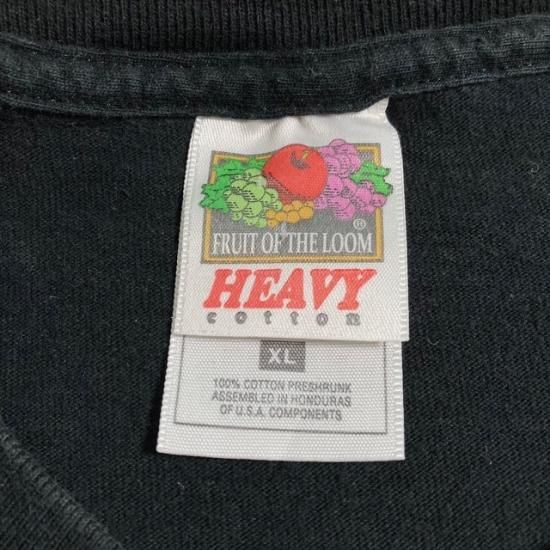 ®
FRUIT OF THE LOOM
HEAVY
cotton
XL
100% COTTON PRESHRUNK
ASSEMBLED IN HONDURAS
OF U.S.A. COMPONENTS